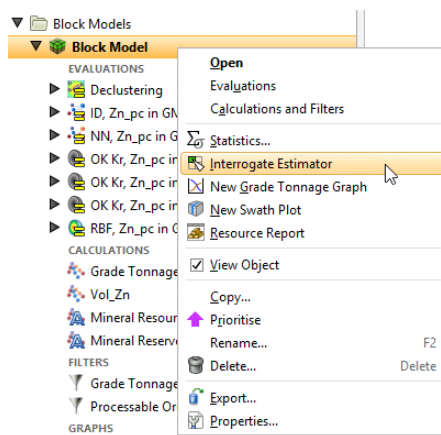 Block Models
Block Model
EVALUATIONS
Declustering
ID, Zn_pc in GM
NN, Zn_pc in G
OK Kr, Zn_pc in
OK Kr, Zn_pc in
OK Kr, Zn_pc in
RBF, Zn_pc in G
CALCULATIONS
Grade Tonnage
Vol_Zn
Mineral Resour
Mineral Reserv
FILTERS
Grade Tonnage
Processable Or
GRAPHS
Open
Evaluations
Calculations and Filters
Statistics...
Interrogate Estimator
New Grade Tonnage Graph
New Swath Plot
Resource Report
View Object
Copy...
Prioritise
Rename... F2
Delete... Delete
Export...
Properties...